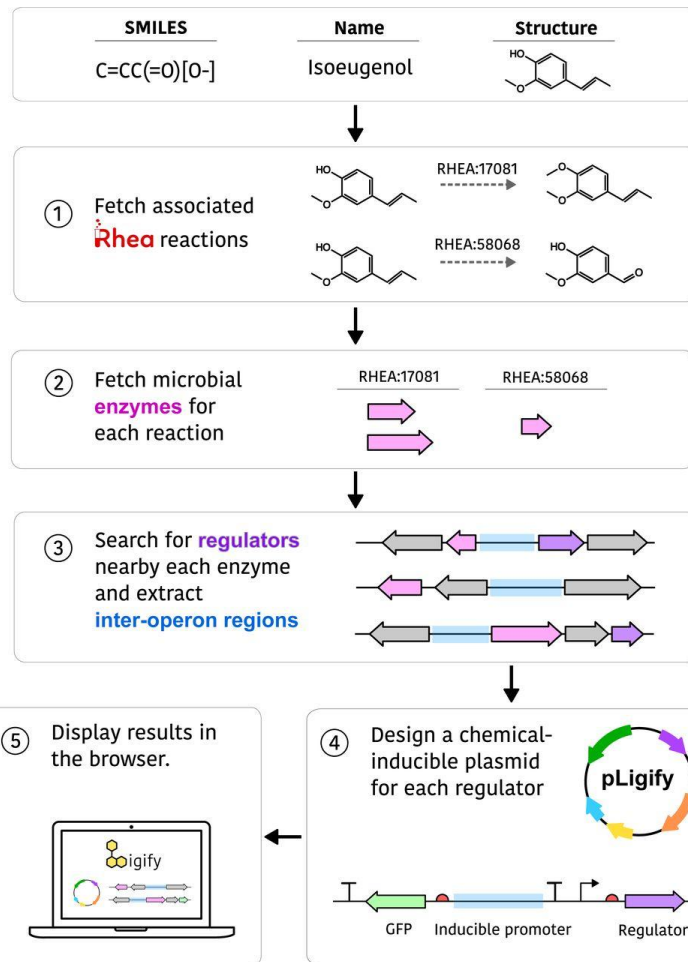 SMILES Name Structure
C=CC(=O)[O-] Isoeugenol
HO
O
1 Fetch associated
Rhea reactions
HO
O
RHEA:17081
O
O
HO
O
RHEA:58068
HO
O
O
2 Fetch microbial
enzymes for
each reaction
RHEA:17081 RHEA:58068
3 Search for regulators
nearby each enzyme
and extract
inter-operon regions
5 Display results in
the browser.
igify
4 Design a chemical-
inducible plasmid
for each regulator
pLigify
GFP Inducible promoter Regulator